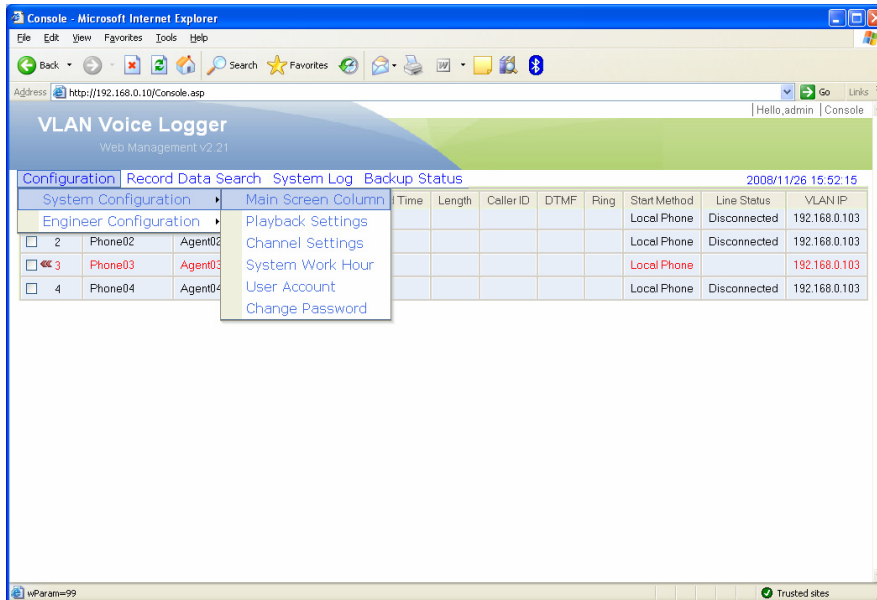 Console - Microsoft Internet Explorer
File Edit View Favorites Tools Help
Back Search Favorites
Address http://192.168.0.10/Console.asp Go Links
Hello,admin Console
VLAN Voice Logger
Web Management v2.21
Configuration Record Data Search System Log Backup Status 2008/11/26 15:52:15
System Configuration Main Screen Column Time Length Caller ID DTMF Ring Start Method Line Status VLAN IP
Engineer Configuration Playback Settings Local Phone Disconnected 192.168.0.103
2 Phone02 Agent02 Channel Settings Local Phone Disconnected 192.168.0.103
3 Phone03 Agent03 System Work Hour Local Phone 192.168.0.103
4 Phone04 Agent04 User Account Local Phone Disconnected 192.168.0.103
Change Password
wParam=99 Trusted sites